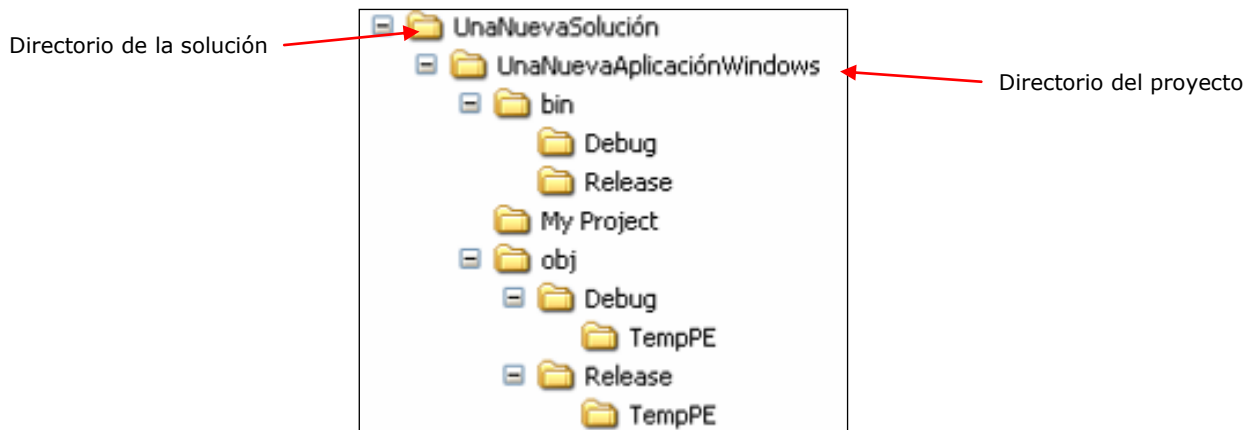 UnaNuevaSolución
Directorio de la solución
UnaNuevaAplicaciónWindows
Directorio del proyecto
bin
Debug
Release
My Project
obj
Debug
TempPE
Release
TempPE